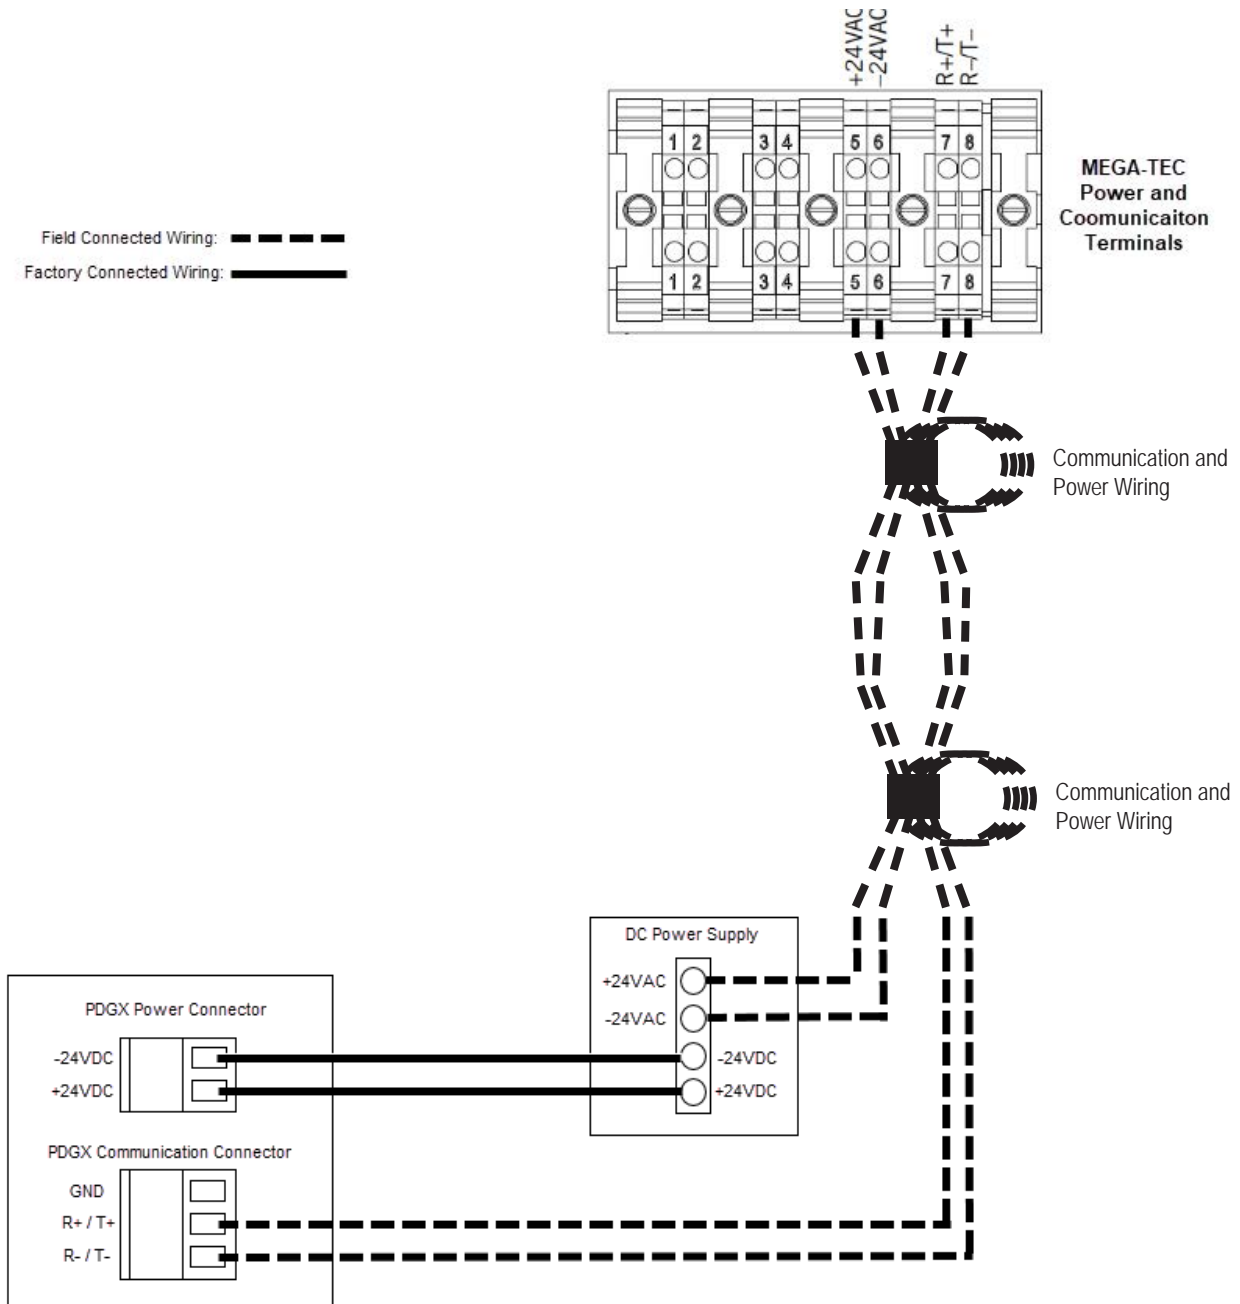 +24VAC
–24VAC
R+/T+
R–/T–
1 2 3 4 5 6 7 8
1 2 3 4 5 6 7 8
MEGA-TEC
Power and
Coomunicaiton
Terminals
Field Connected Wiring:
Factory Connected Wiring:
Communication and
Power Wiring
Communication and
Power Wiring
DC Power Supply
+24VAC
-24VAC
-24VDC
+24VDC
PDGX Power Connector
-24VDC
+24VDC
PDGX Communication Connector
GND
R+ / T+
R- / T-